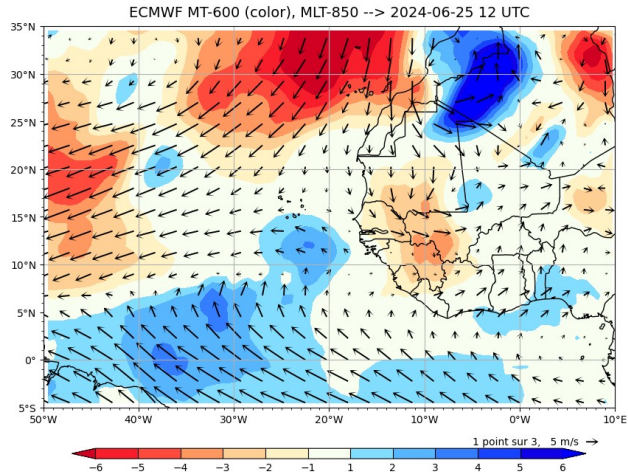 ECMWF MT-600 (color), MLT-850 --> 2024-06-25 12 UTC
35°N
30°N
25°N
20°N
15°N
10°N
5°N
0°
5°S
50°W 40°W 30°W 20°W 10°W 0°W 10°E
1 point sur 3, 5 m/s
−6 −5 −4 −3 −2 −1 1 2 3 4 5 6